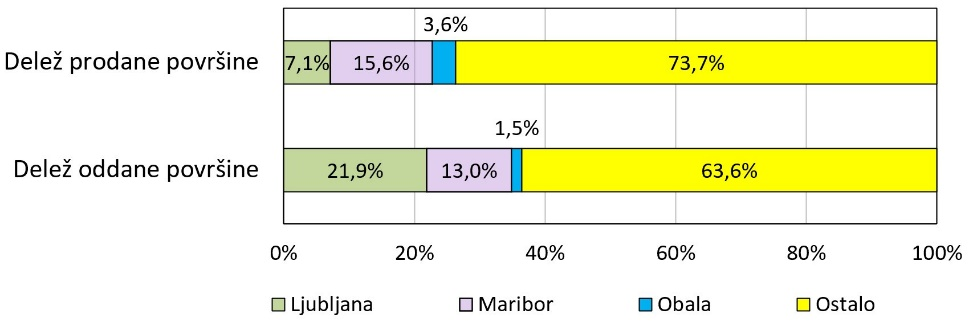 3,6%
Delež prodane površine 7,1% 15,6% 73,7%
1,5%
Delež oddane površine 21,9% 13,0% 63,6%
0% 20% 40% 60% 80% 100%
Ljubljana Maribor Obala Ostalo